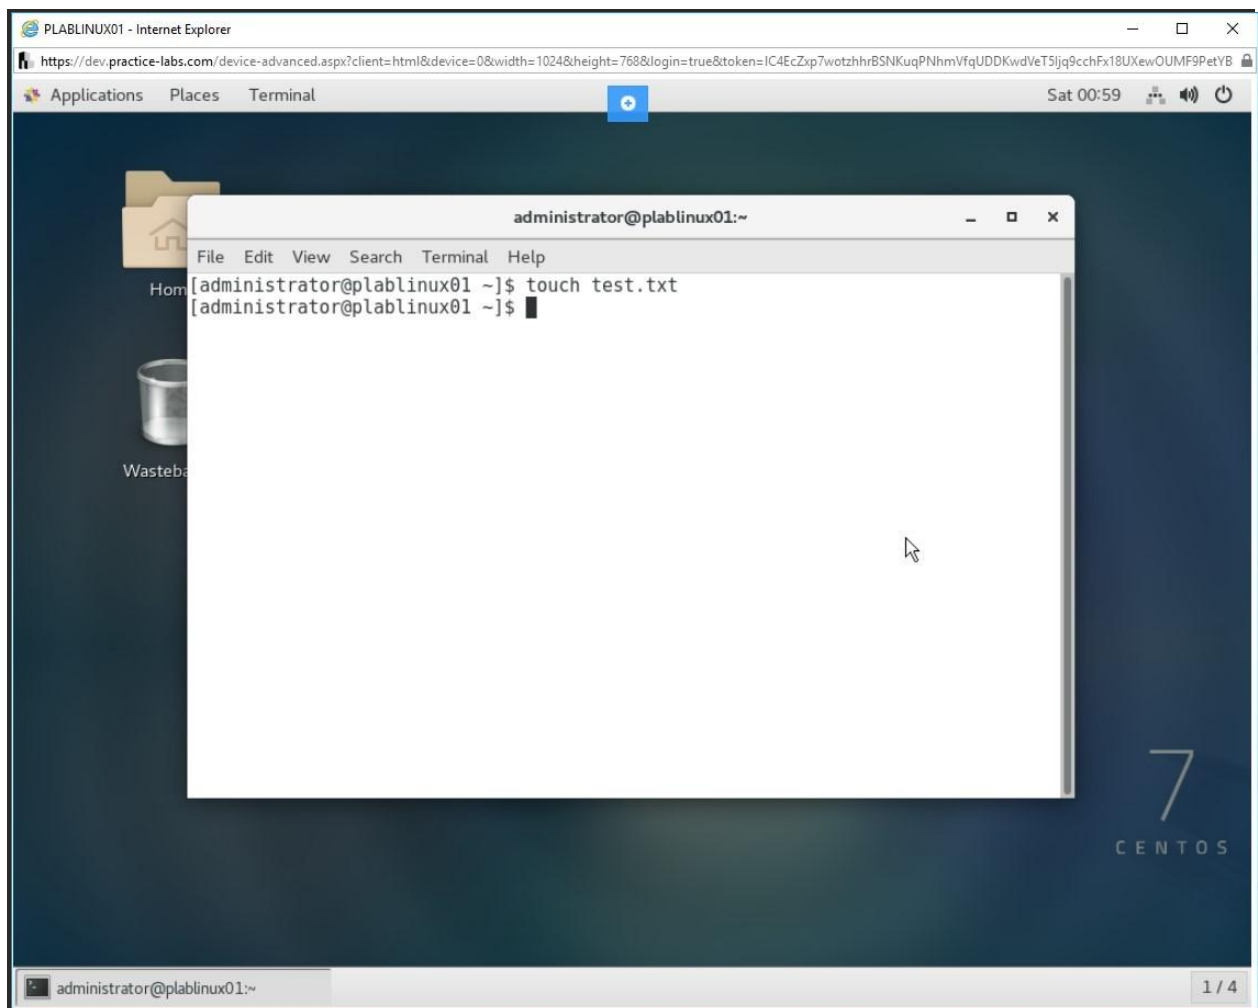 PLABLINUX01 - Internet Explorer
https://dev.practice-labs.com/device-advanced.aspx?client=html&device=0&width=1024&height=768&login=true&token=IC4EcZxp7wotzhhrBSNKuqPNhmVfqUDDKwdVeT5ljq9cchFx18UXewOUMF9PetYB
Applications Places Terminal Sat 00:59
administrator@plablinux01:~
File Edit View Search Terminal Help
[administrator@plablinux01 ~]$ touch test.txt
[administrator@plablinux01 ~]$
Hom
Wasteba
7
CENTOS
administrator@plablinux01:~
1 / 4